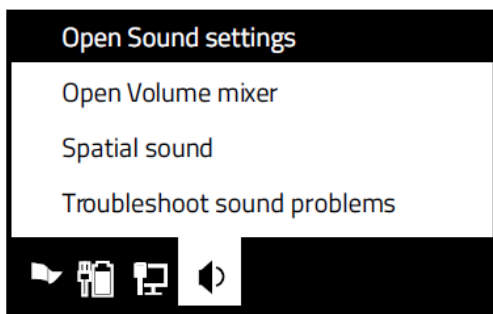 Open Sound settings
Open Volume mixer
Spatial sound
Troubleshoot sound problems